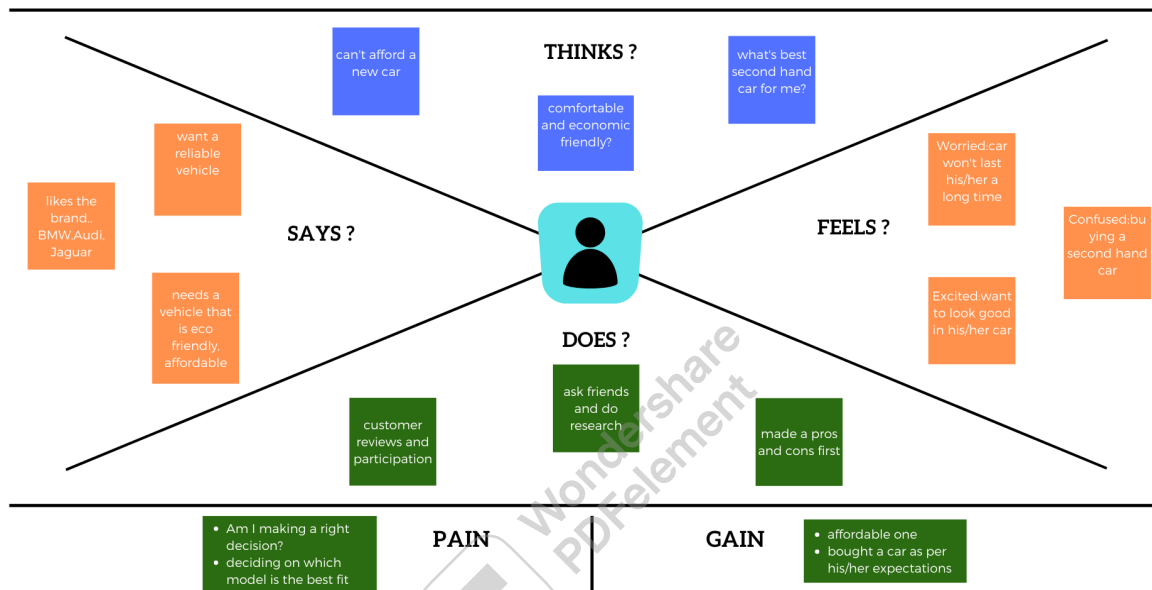 THINKS ?
can't afford a
new car
comfortable
and economic
friendly?
what's best
second hand
car for me?
SAYS ?
want a
reliable
vehicle
likes the
brand..
BMW,Audi.
Jaguar
needs a
vehicle that
is eco
friendly,
affordable
FEELS ?
Worried:car
won't last
his/her a
long time
Confused:bu
ying a
second hand
car
Excited:want
to look good
in his/her car
DOES ?
customer
reviews and
participation
ask friends
and do
research
made a pros
and cons first
PAIN
• Am I making a right
decision?
• deciding on which
model is the best fit
GAIN
• affordable one
• bought a car as per
his/her expectations
Wondershare
PDFelement